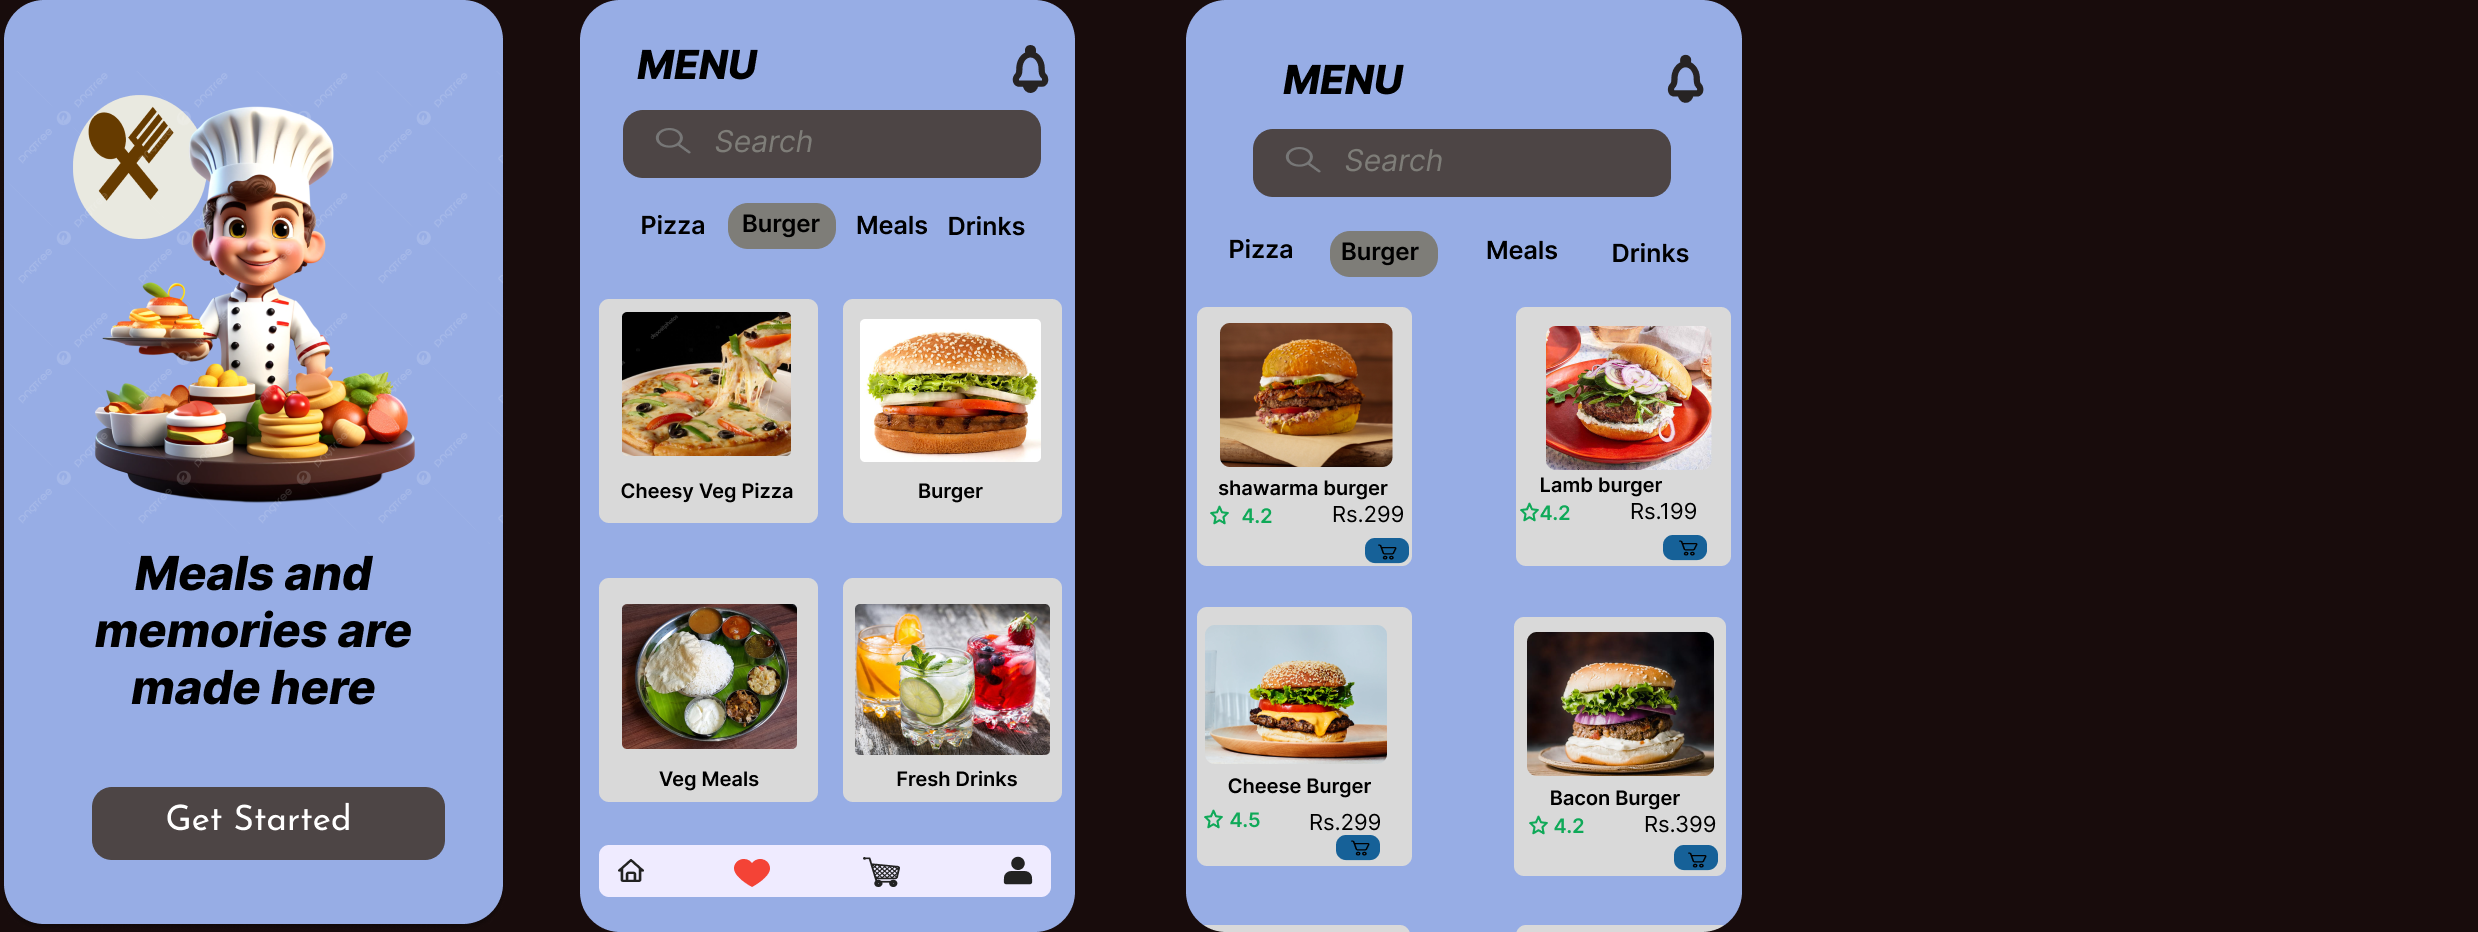 Meals and
memories are
made here
Get Started
MENU
Search
Pizza Burger Meals Drinks
Cheesy Veg Pizza
Burger
Veg Meals
Fresh Drinks
MENU
Search
Pizza Burger Meals Drinks
shawarma burger
4.2 Rs.299
Lamb burger
4.2 Rs.199
Cheese Burger
4.5 Rs.299
Bacon Burger
4.2 Rs.399